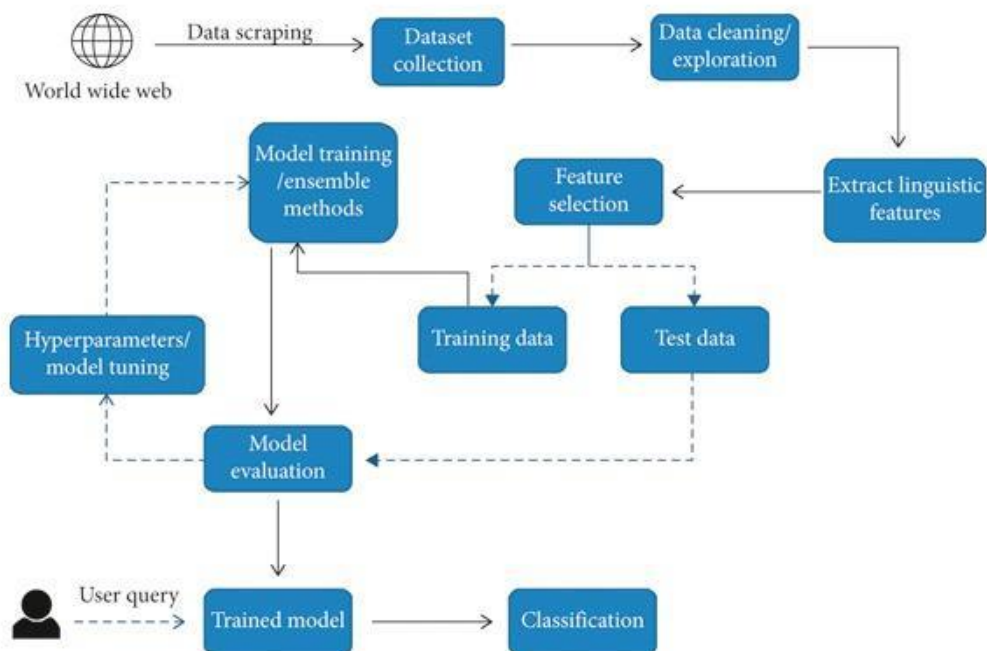 Data scraping
World wide web
Dataset
collection
Data cleaning/
exploration
Model training
/ensemble
methods
Feature
selection
Extract linguistic
features
Hyperparameters/
model tuning
Training data
Test data
Model
evaluation
User query
Trained model
Classification